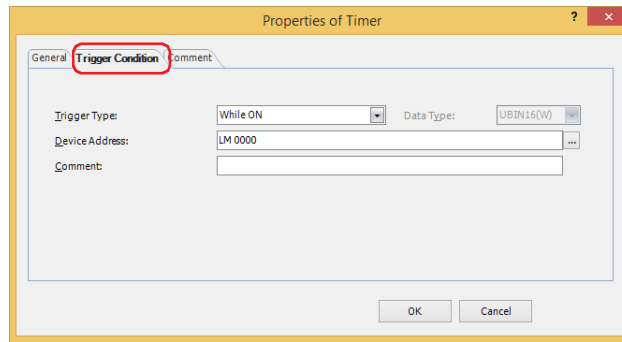 Properties of Timer
?
×
General Trigger Condition Comment
Trigger Type: While ON Data Type: UBIN16(W)
Device Address: LM 0000 ...
Comment:
OK Cancel